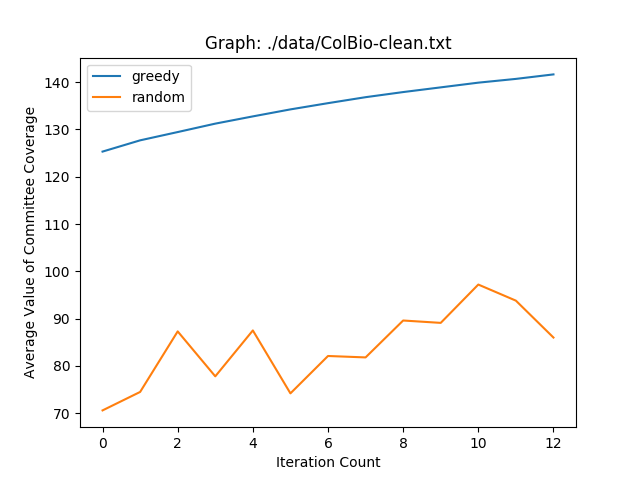 Graph: ./data/ColBio-clean.txt
greedy
random
Average Value of Committee Coverage
140
130
120
110
100
90
80
70
0 2 4 6 8 10 12
Iteration Count